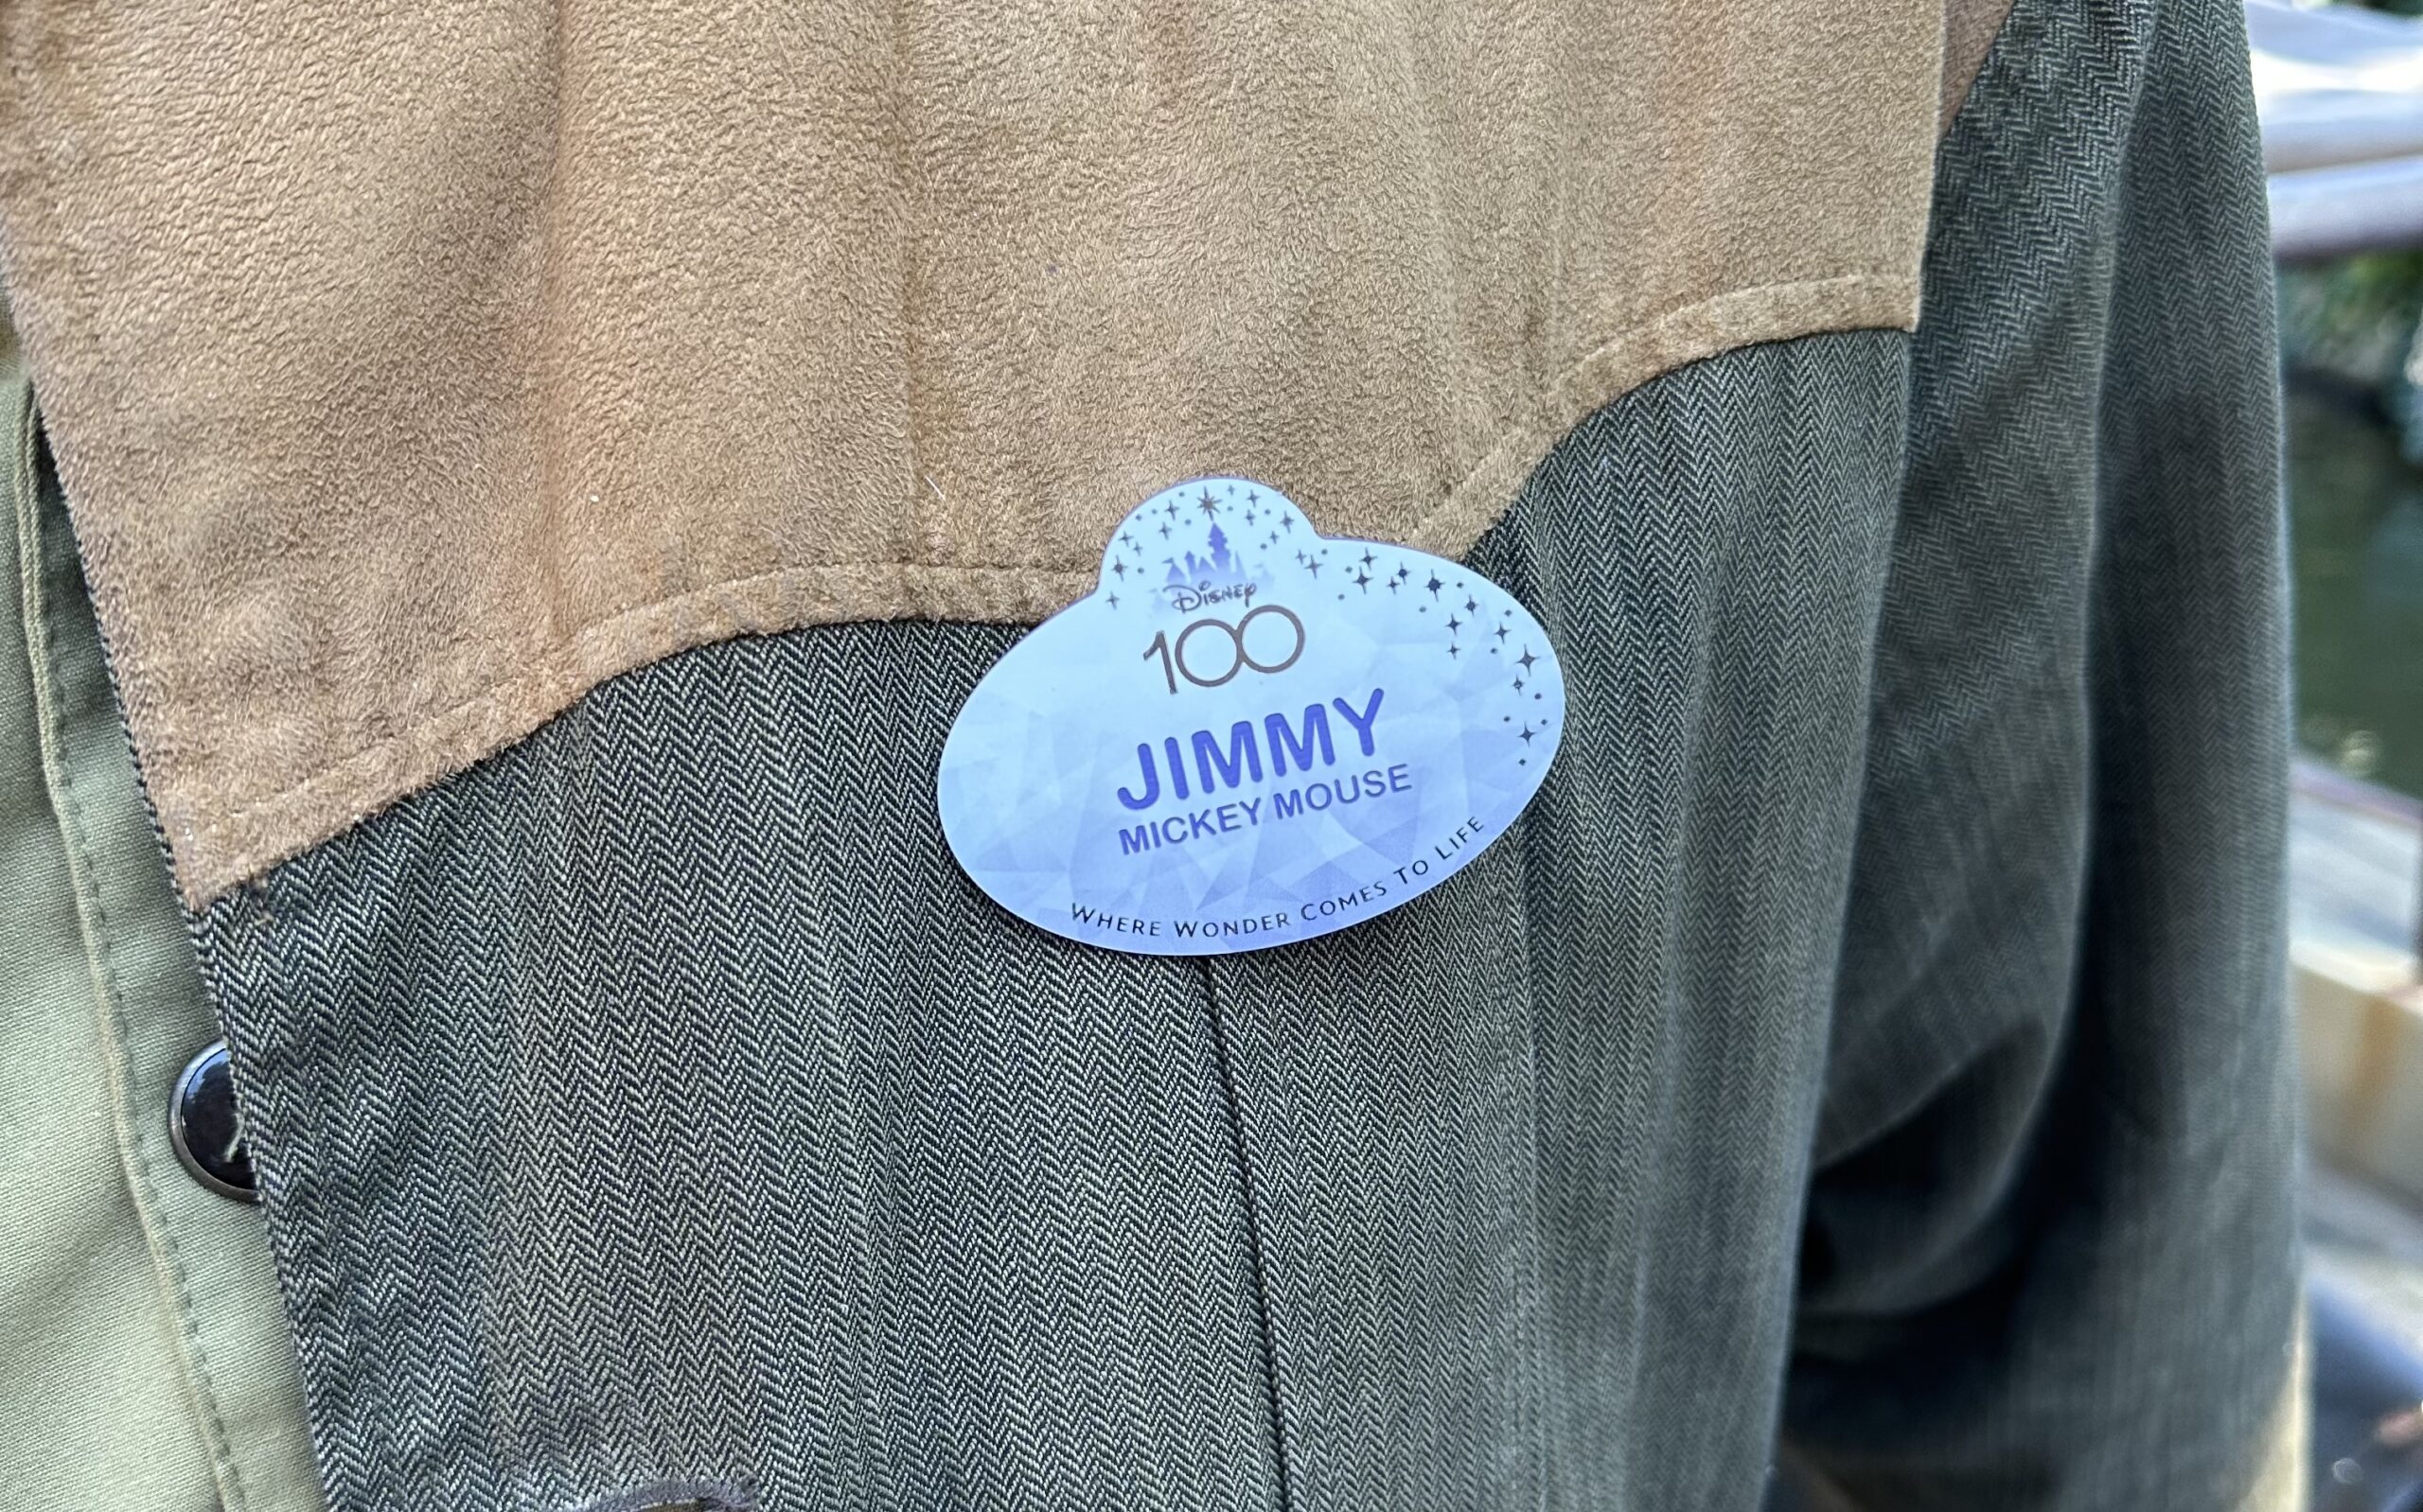 Disney
100
JIMMY
MICKEY MOUSE
WHERE WONDER COMES TO LIFE